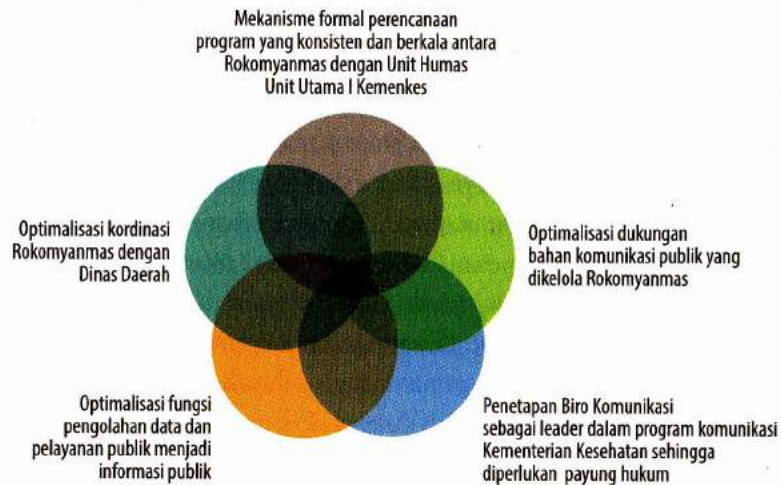 Mekanisme formal perencanaan
program yang konsisten dan berkala antara
Rokomyanmas dengan Unit Humas
Unit Utama I Kemenkes
Optimalisasi kordinasi
Rokomyanmas dengan
Dinas Daerah
Optimalisasi dukungan
bahan komunikasi publik yang
dikelola Rokomyanmas
Optimalisasi fungsi
pengolahan data dan
pelayanan publik menjadi
informasi publik
Penetapan Biro Komunikasi
sebagai leader dalam program komunikasi
Kementerian Kesehatan sehingga
diperlukan payung hukum